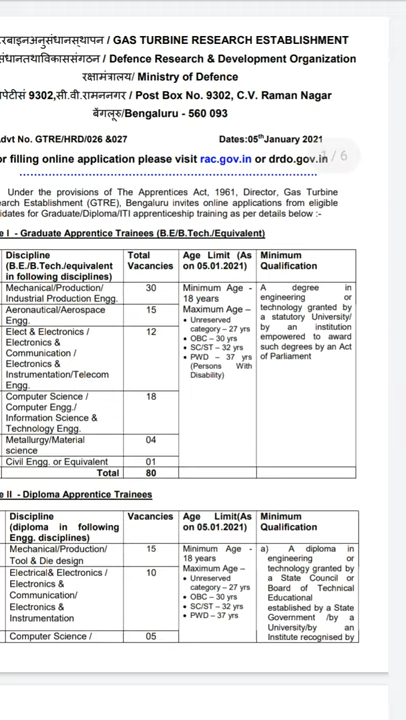 रबाइनअनुसंधानस्थापन / GAS TURBINE RESEARCH ESTABLISHMENT
संधानतथाविकाससंगठन / Defence Research & Development Organization
रक्षामंत्रालय/ Ministry of Defence
पेटीसं 9302,सी.वी.रामननगर / Post Box No. 9302, C.V. Raman Nagar
बेंगलूरु/Bengaluru - 560 093
Advt No. GTRE/HRD/026 &027 Dates:05thJanuary 2021
or filling online application please visit rac.gov.in or drdo.gov.in
1 / 6
Under the provisions of The Apprentices Act, 1961, Director, Gas Turbine
earch Establishment (GTRE), Bengaluru invites online applications from eligible
didates for Graduate/Diploma/ITI apprenticeship training as per details below :-
e I - Graduate Apprentice Trainees (B.E/B.Tech./Equivalent)
Discipline
(B.E./B.Tech./equivalent
in following disciplines)
Total
Vacancies
Age Limit (As
on 05.01.2021)
Minimum
Qualification
Mechanical/Production/
Industrial Production Engg.
30
Aeronautical/Aerospace
Engg.
15
Elect & Electronics /
Electronics &
Communication /
Electronics &
Instrumentation/Telecom
Engg.
12
Computer Science /
Computer Engg./
Information Science &
Technology Engg.
18
Metallurgy/Material
science
04
Civil Engg. or Equivalent
01
Total 80
Minimum Age -
18 years
Maximum Age –
• Unreserved
category – 27 yrs
• OBC – 30 yrs
• SC/ST – 32 yrs
• PWD – 37 yrs
(Persons With
Disability)
A degree in
engineering or
technology granted by
a statutory University/
by an institution
empowered to award
such degrees by an Act
of Parliament
e II - Diploma Apprentice Trainees
Discipline
(diploma in following
Engg. disciplines)
Vacancies
Age Limit(As
on 05.01.2021)
Minimum
Qualification
Mechanical/Production/
Tool & Die design
15
Electrical& Electronics /
Electronics &
Communication/
Electronics &
Instrumentation
10
Computer Science /
05
Minimum Age -
18 years
Maximum Age –
• Unreserved
category – 27 yrs
• OBC – 30 yrs
• SC/ST – 32 yrs
• PWD – 37 yrs
a) A diploma in
engineering or
technology granted by
a State Council or
Board of Technical
Educational
established by a State
Government /by a
University/by an
Institute recognised by